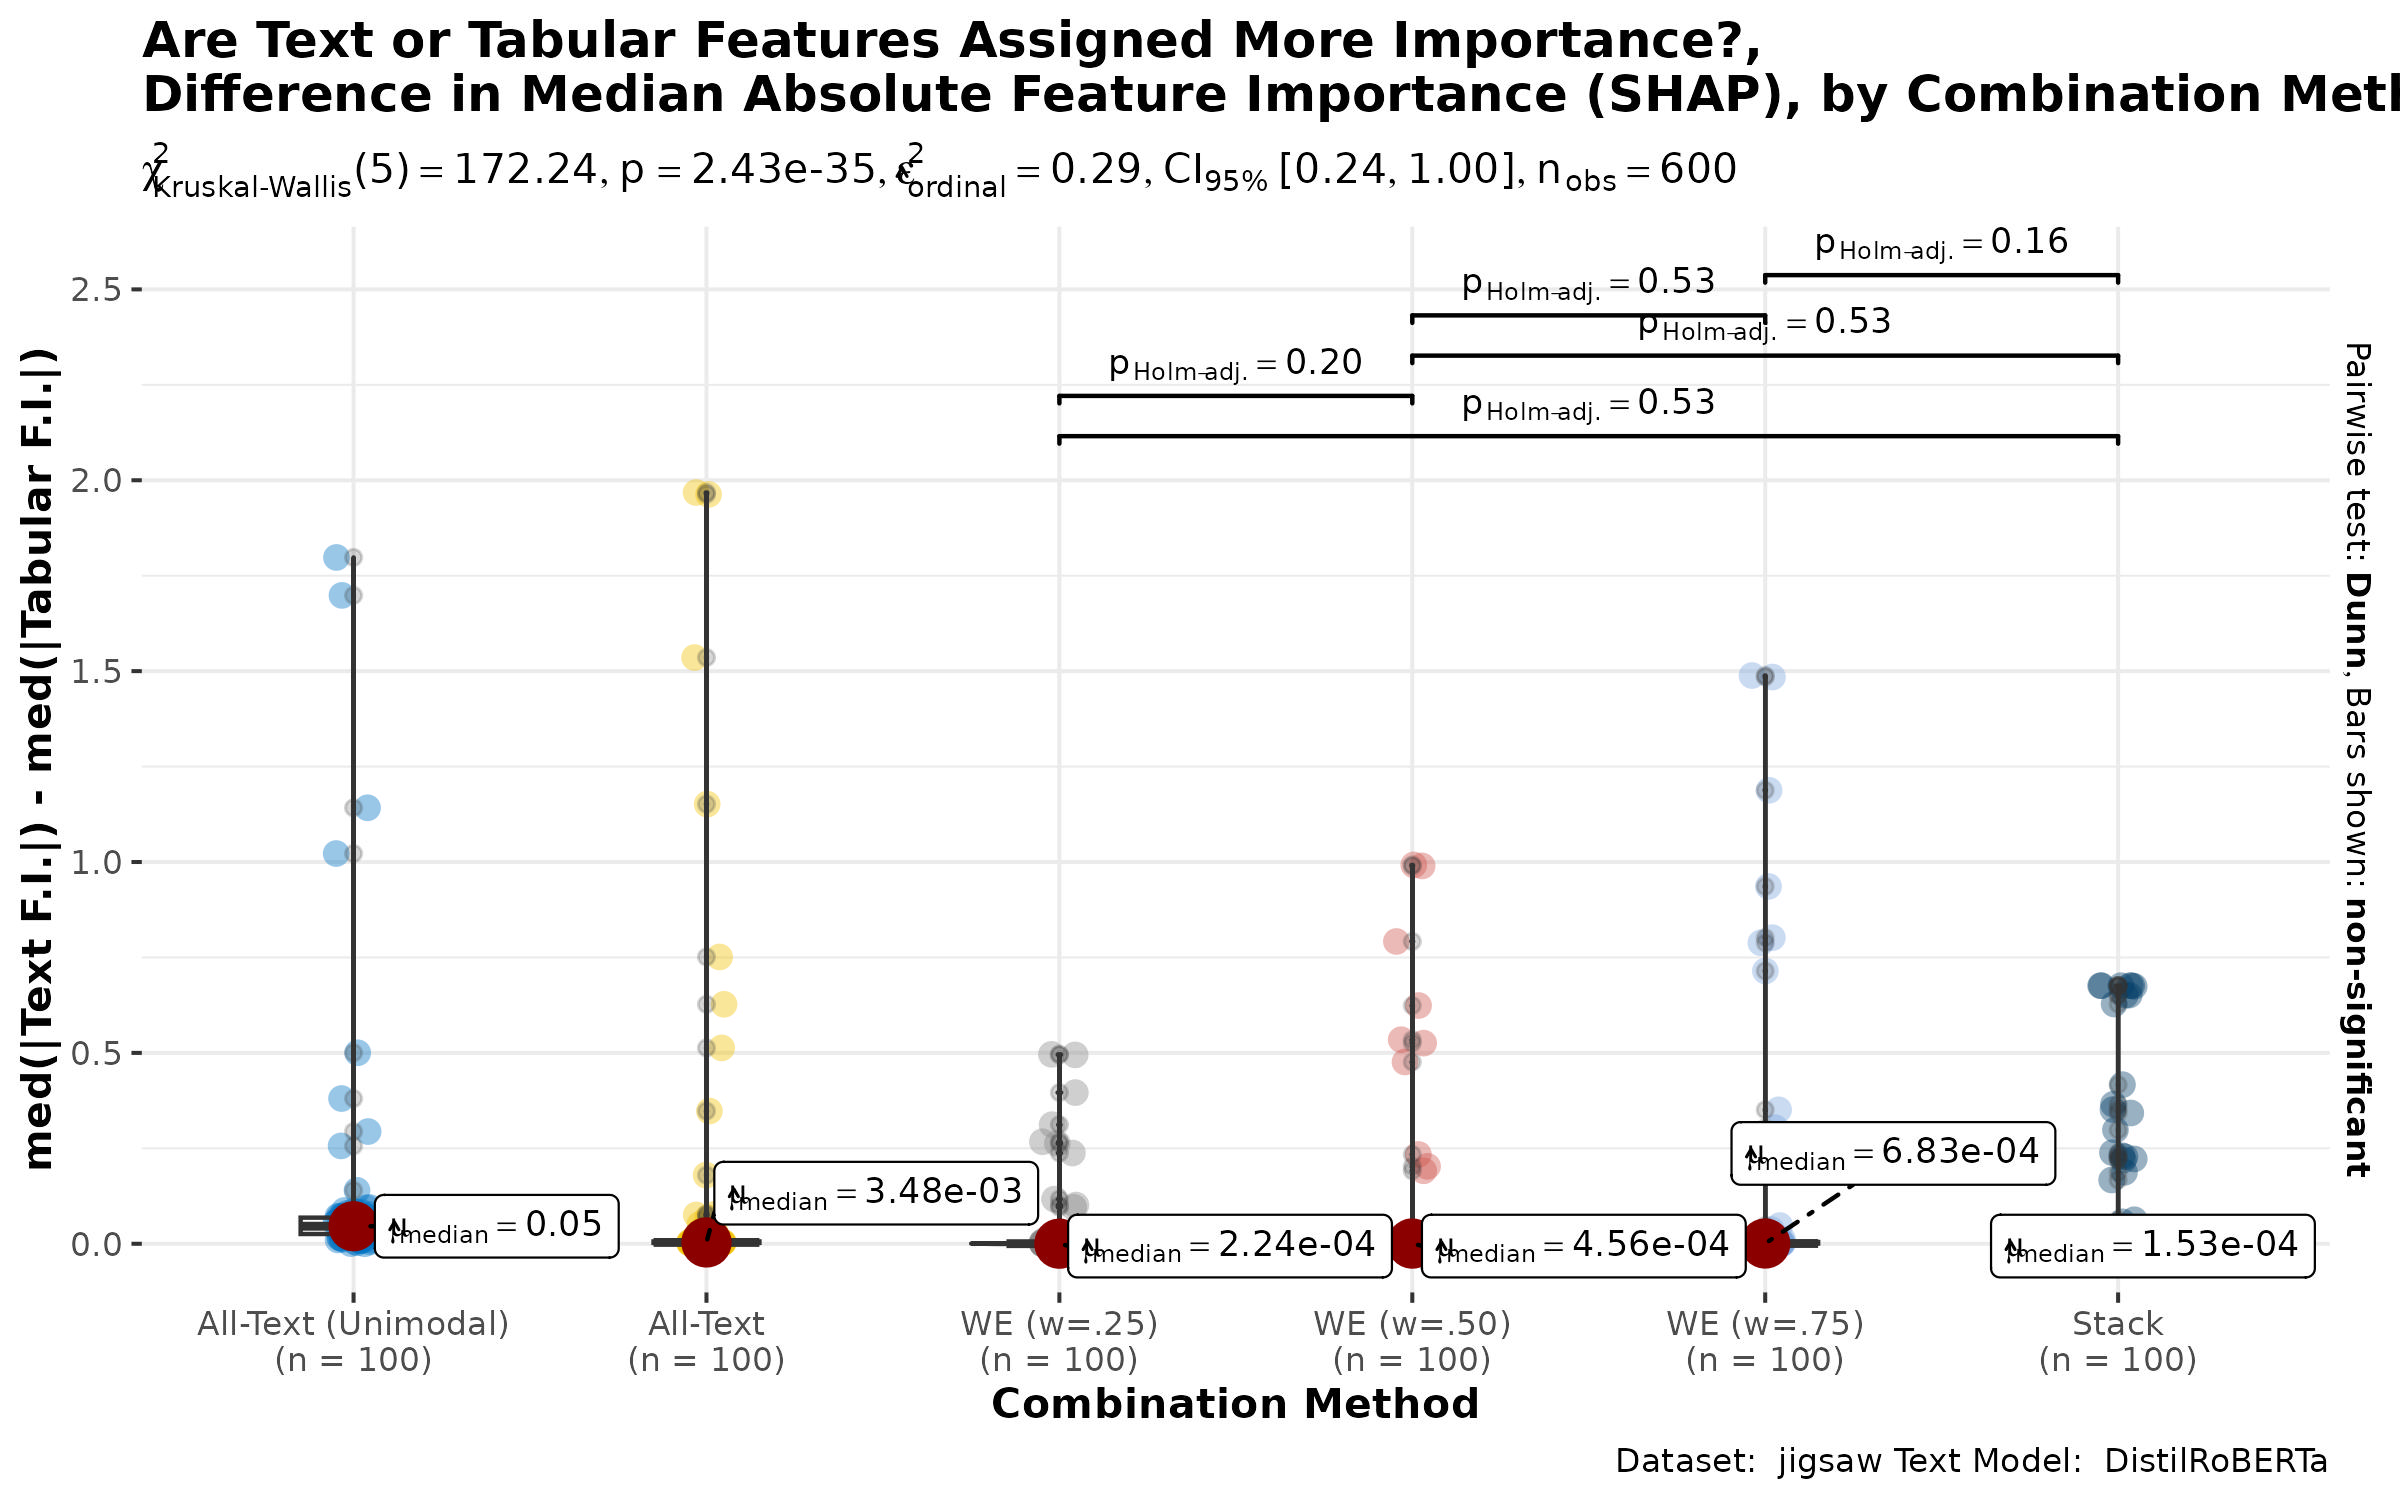 Are Text or Tabular Features Assigned More Importance?,
Difference in Median Absolute Feature Importance (SHAP), by Combination Meth
χ²Kruskal-Wallis(5) = 172.24, p = 2.43e-35, ε²ordinal = 0.29, CI95% [0.24, 1.00], nobs = 600
med(|Text F.I.|) - med(|Tabular F.I.|)
2.5
2.0
1.5
1.0
0.5
0.0
pHolm-adj. = 0.16
pHolm-adj. = 0.53
pHolm-adj. = 0.53
pHolm-adj. = 0.20
pHolm-adj. = 0.53
μ̂median = 0.05
μ̂median = 3.48e-03
μ̂median = 2.24e-04
μ̂median = 4.56e-04
μ̂median = 6.83e-04
μ̂median = 1.53e-04
Pairwise test: Dunn, Bars shown: non-significant
All-Text (Unimodal)
(n = 100)
All-Text
(n = 100)
WE (w=.25)
(n = 100)
WE (w=.50)
(n = 100)
WE (w=.75)
(n = 100)
Stack
(n = 100)
Combination Method
Dataset:  jigsaw Text Model:  DistilRoBERTa